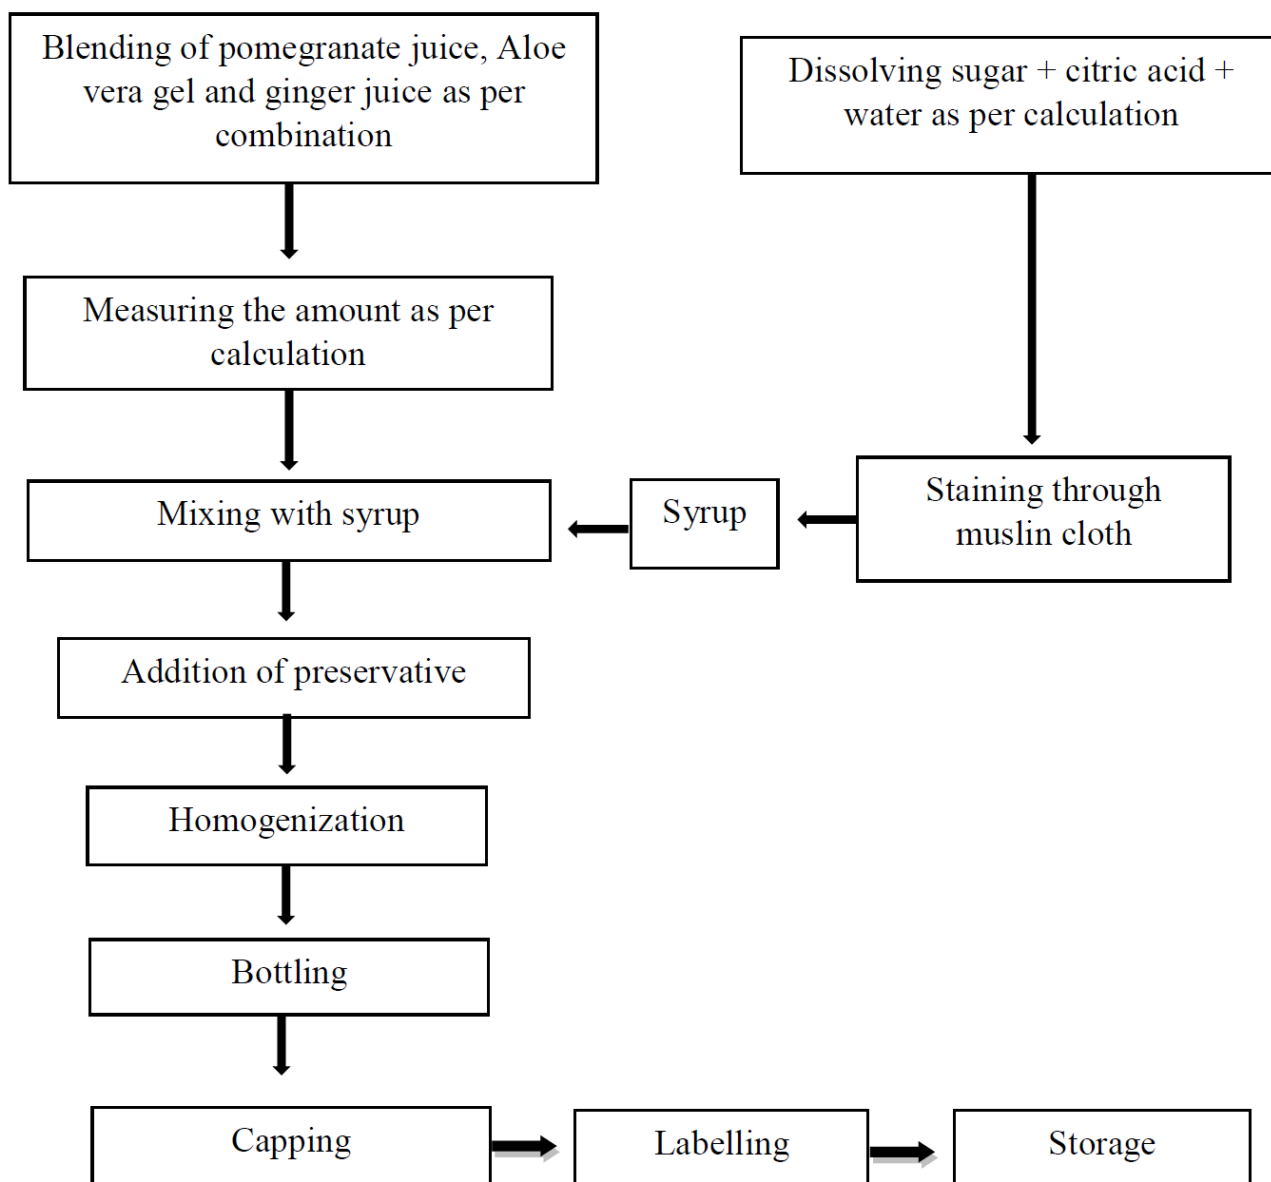 Blending of pomegranate juice, Aloe
vera gel and ginger juice as per
combination
Dissolving sugar + citric acid +
water as per calculation
Measuring the amount as per
calculation
Mixing with syrup
Syrup
Staining through
muslin cloth
Addition of preservative
Homogenization
Bottling
Capping
Labelling
Storage